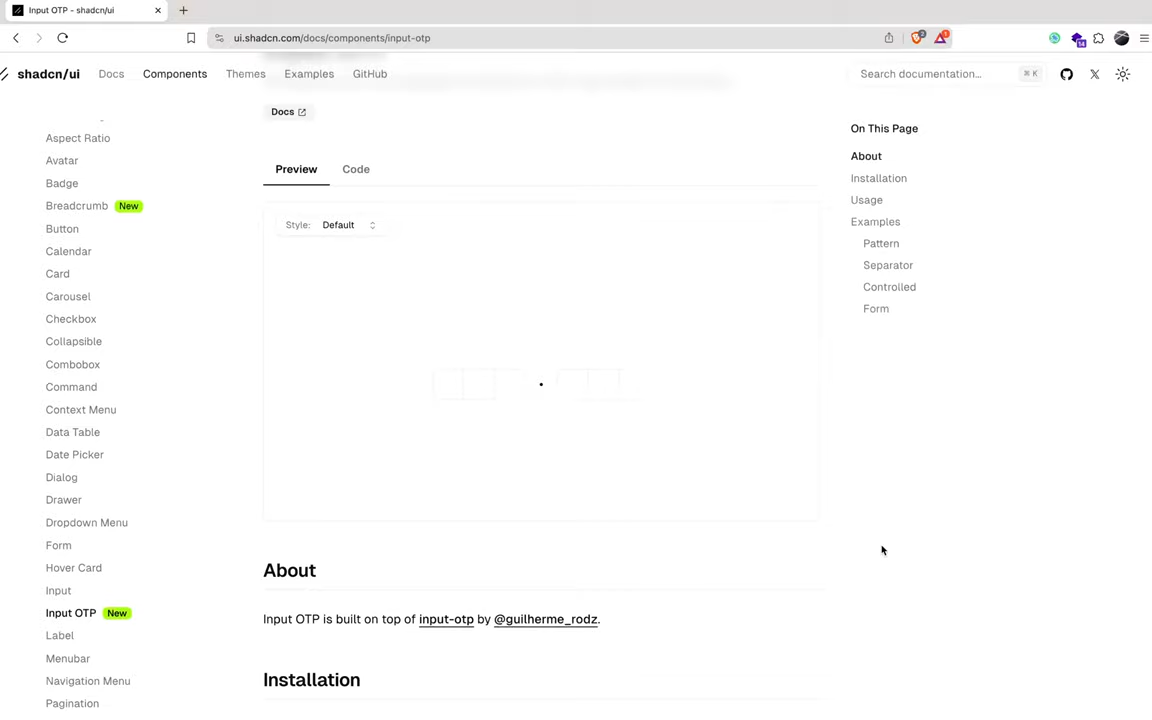 Input OTP - shadcn/ui
ui.shadcn.com/docs/components/input-otp
2
1
14
shadcn/ui
Docs
Components
Themes
Examples
GitHub
Search documentation...
⌘ K
Aspect Ratio
Avatar
Badge
Breadcrumb New
Button
Calendar
Card
Carousel
Checkbox
Collapsible
Combobox
Command
Context Menu
Data Table
Date Picker
Dialog
Drawer
Dropdown Menu
Form
Hover Card
Input
Input OTP New
Label
Menubar
Navigation Menu
Pagination
Docs
Preview
Code
Style: Default
About
Input OTP is built on top of input-otp by @guilherme_rodz.
Installation
On This Page
About
Installation
Usage
Examples
Pattern
Separator
Controlled
Form